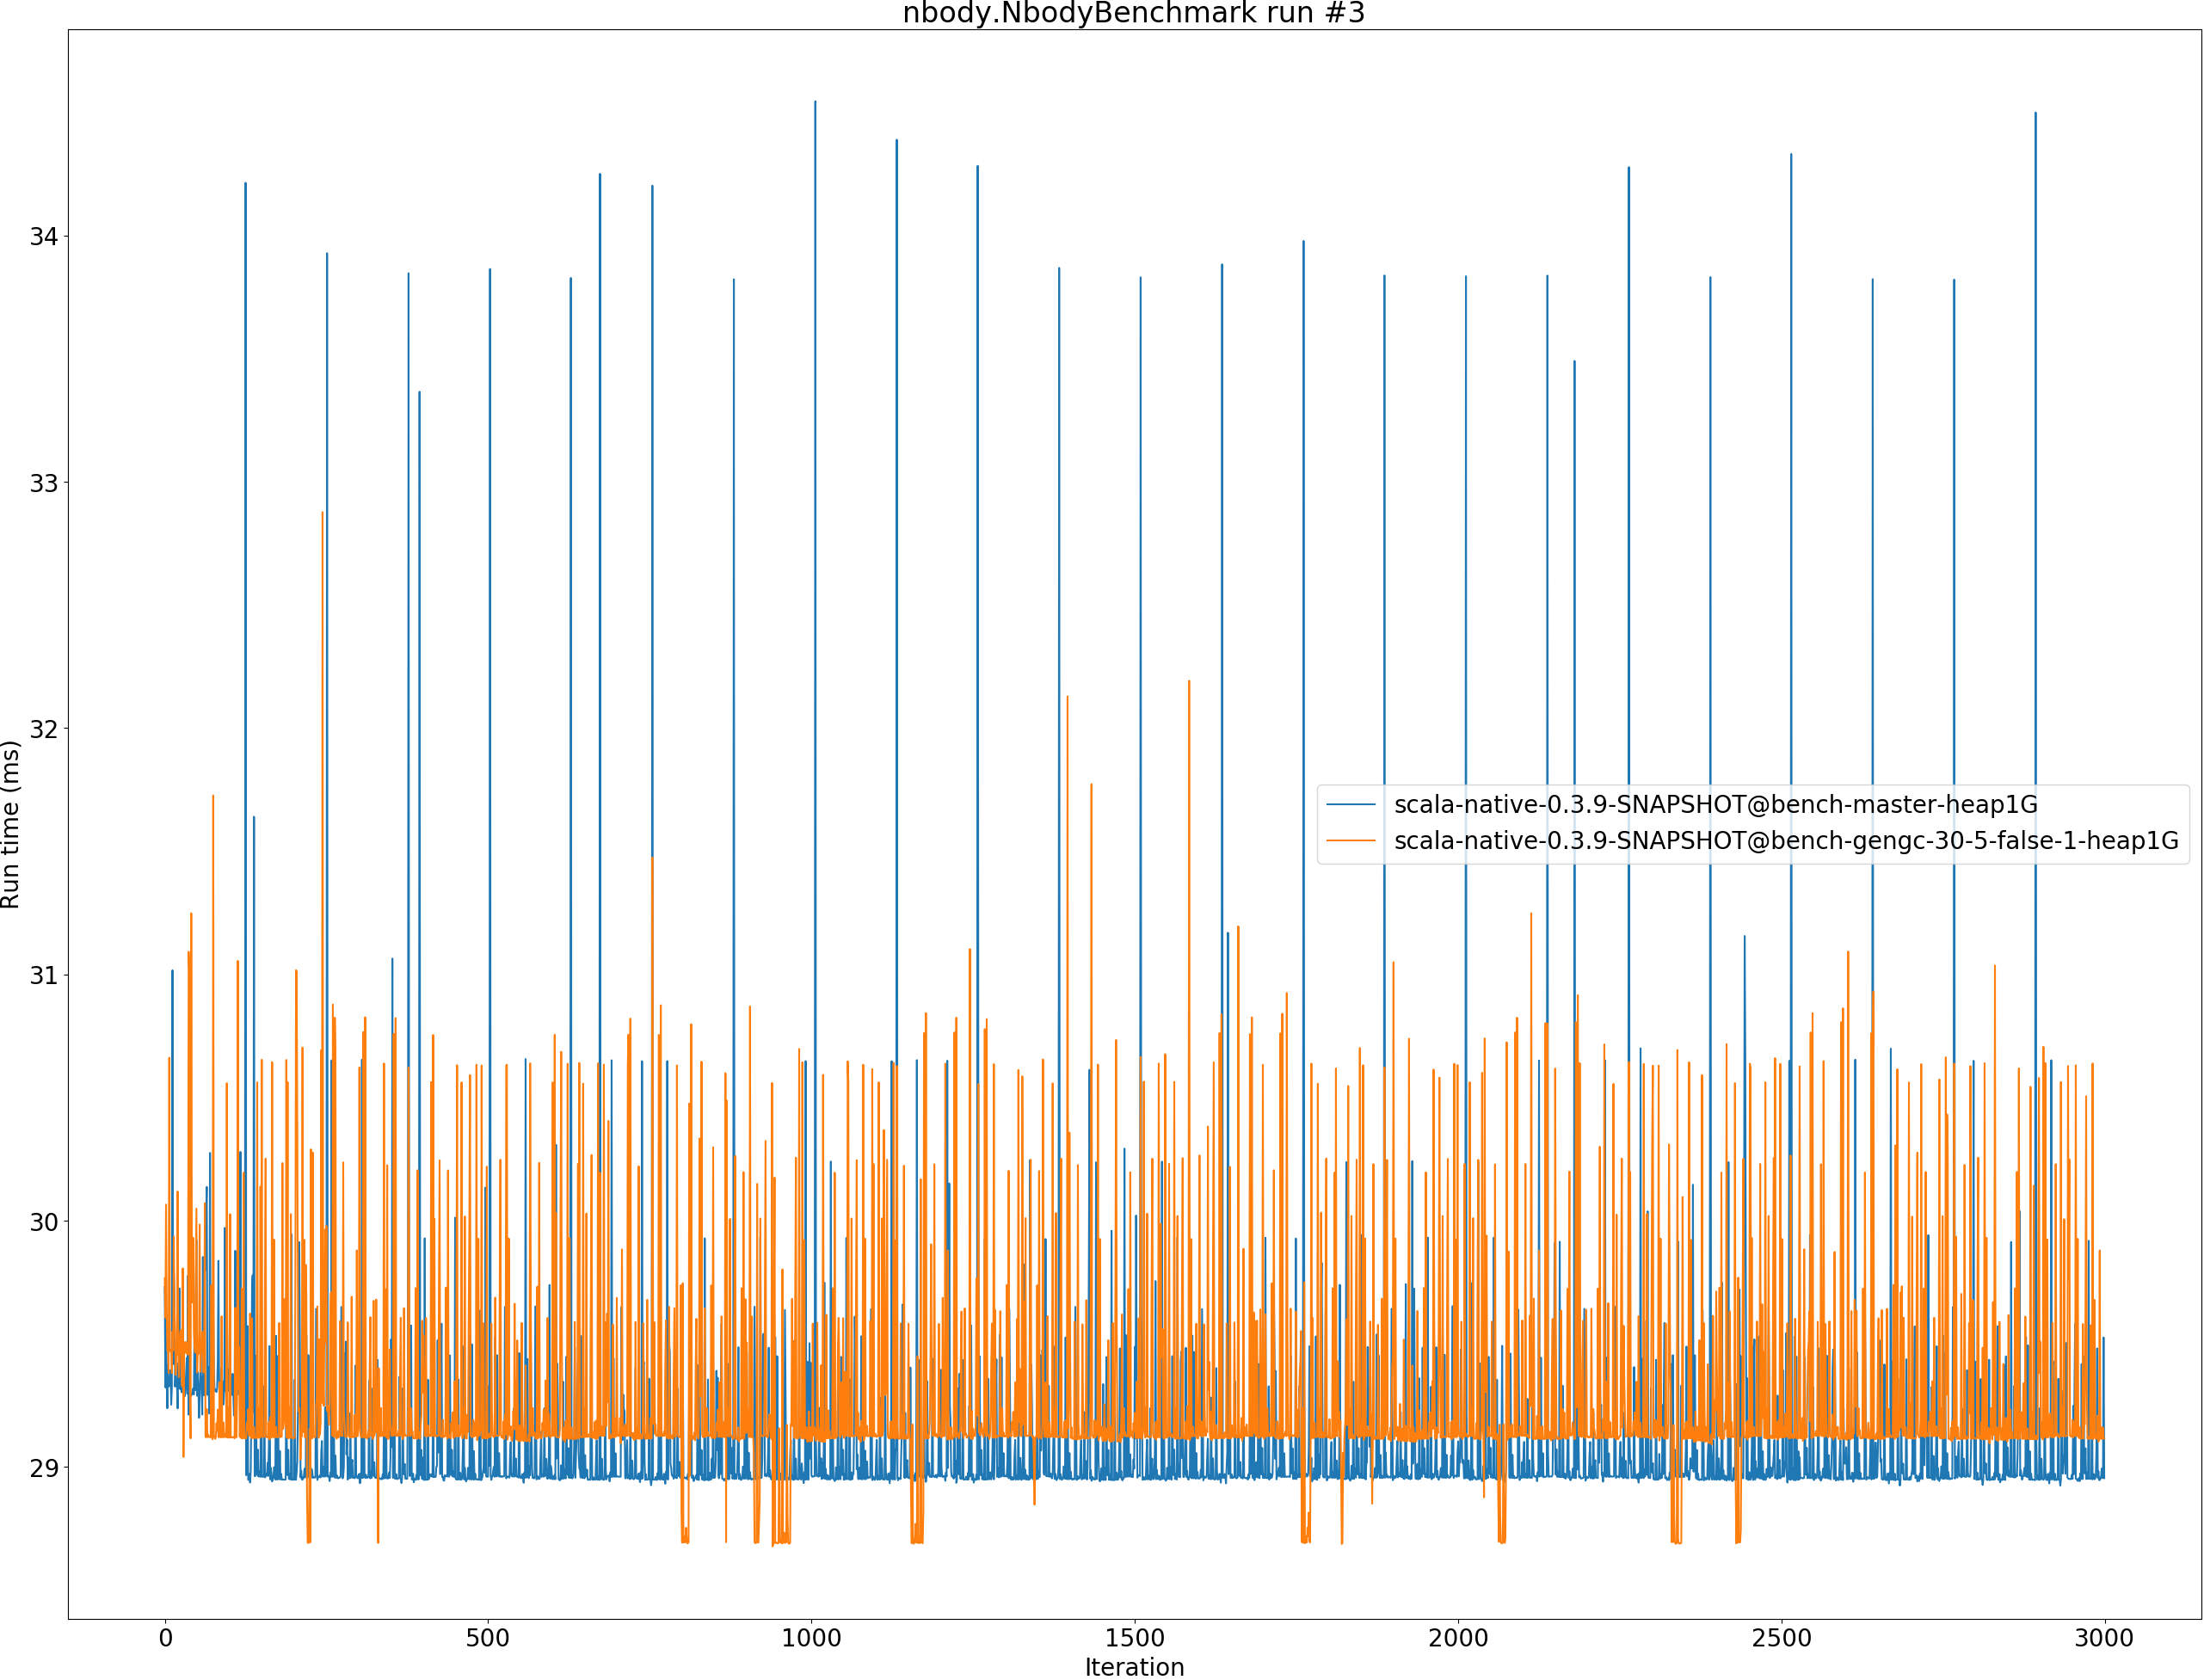 nbody.NbodyBenchmark run #3
Run time (ms)
34
33
32
31
30
29
scala-native-0.3.9-SNAPSHOT@bench-master-heap1G
scala-native-0.3.9-SNAPSHOT@bench-gengc-30-5-false-1-heap1G
0 500 1000 1500 2000 2500 3000
Iteration